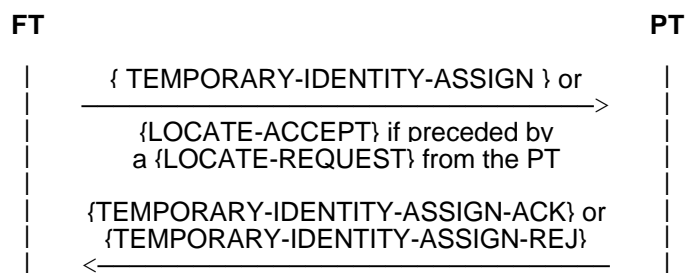 FT PT
{ TEMPORARY-IDENTITY-ASSIGN } or
{LOCATE-ACCEPT} if preceded by
a {LOCATE-REQUEST} from the PT
{TEMPORARY-IDENTITY-ASSIGN-ACK} or
{TEMPORARY-IDENTITY-ASSIGN-REJ}